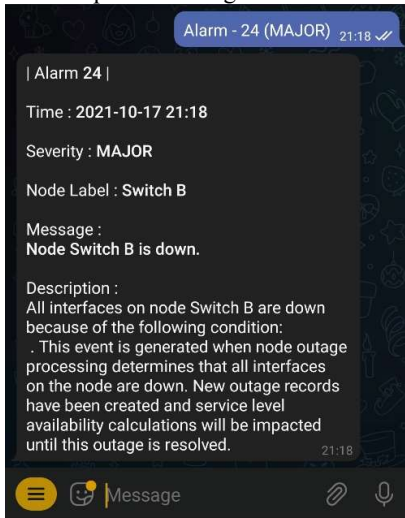 Alarm - 24 (MAJOR) 21:18
| Alarm 24 |
Time : 2021-10-17 21:18
Severity : MAJOR
Node Label : Switch B
Message :
Node Switch B is down.
Description :
All interfaces on node Switch B are down
because of the following condition:
. This event is generated when node outage
processing determines that all interfaces
on the node are down. New outage records
have been created and service level
availability calculations will be impacted
until this outage is resolved. 21:18
Message